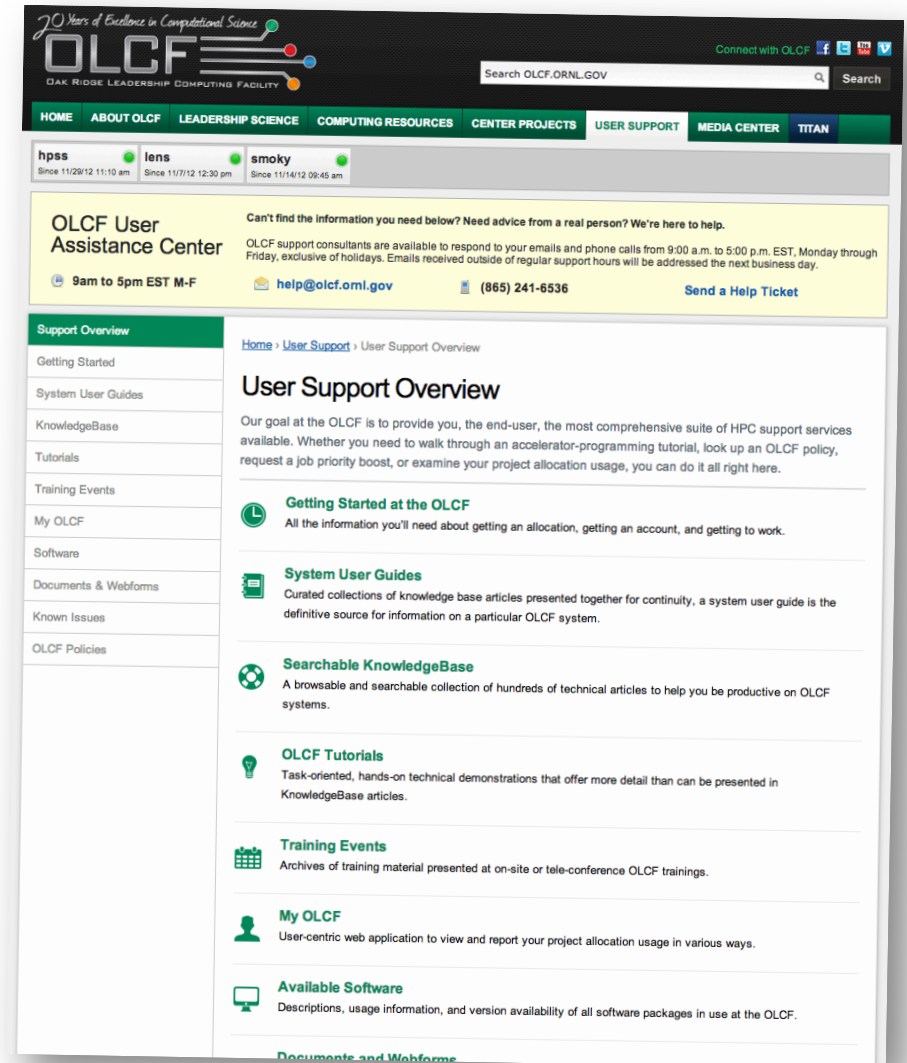 20 Years of Excellence in Computational Science
OLCF
OAK RIDGE LEADERSHIP COMPUTING FACILITY
Connect with OLCF
Search OLCF.ORNL.GOV
Search
HOME ABOUT OLCF LEADERSHIP SCIENCE COMPUTING RESOURCES CENTER PROJECTS USER SUPPORT MEDIA CENTER TITAN
hpss lens smoky
Since 11/29/12 11:10 am Since 11/7/12 12:30 pm Since 11/14/12 09:45 am
OLCF User
Assistance Center
9am to 5pm EST M-F
Can't find the information you need below? Need advice from a real person? We're here to help.
OLCF support consultants are available to respond to your emails and phone calls from 9:00 a.m. to 5:00 p.m. EST, Monday through
Friday, exclusive of holidays. Emails received outside of regular support hours will be addressed the next business day.
help@olcf.ornl.gov (865) 241-6536 Send a Help Ticket
Support Overview
Getting Started
System User Guides
KnowledgeBase
Tutorials
Training Events
My OLCF
Software
Documents & Webforms
Known Issues
OLCF Policies
Home › User Support › User Support Overview
User Support Overview
Our goal at the OLCF is to provide you, the end-user, the most comprehensive suite of HPC support services
available. Whether you need to walk through an accelerator-programming tutorial, look up an OLCF policy,
request a job priority boost, or examine your project allocation usage, you can do it all right here.
Getting Started at the OLCF
All the information you'll need about getting an allocation, getting an account, and getting to work.
System User Guides
Curated collections of knowledge base articles presented together for continuity, a system user guide is the
definitive source for information on a particular OLCF system.
Searchable KnowledgeBase
A browsable and searchable collection of hundreds of technical articles to help you be productive on OLCF
systems.
OLCF Tutorials
Task-oriented, hands-on technical demonstrations that offer more detail than can be presented in
KnowledgeBase articles.
Training Events
Archives of training material presented at on-site or tele-conference OLCF trainings.
My OLCF
User-centric web application to view and report your project allocation usage in various ways.
Available Software
Descriptions, usage information, and version availability of all software packages in use at the OLCF.
Documents and Webforms